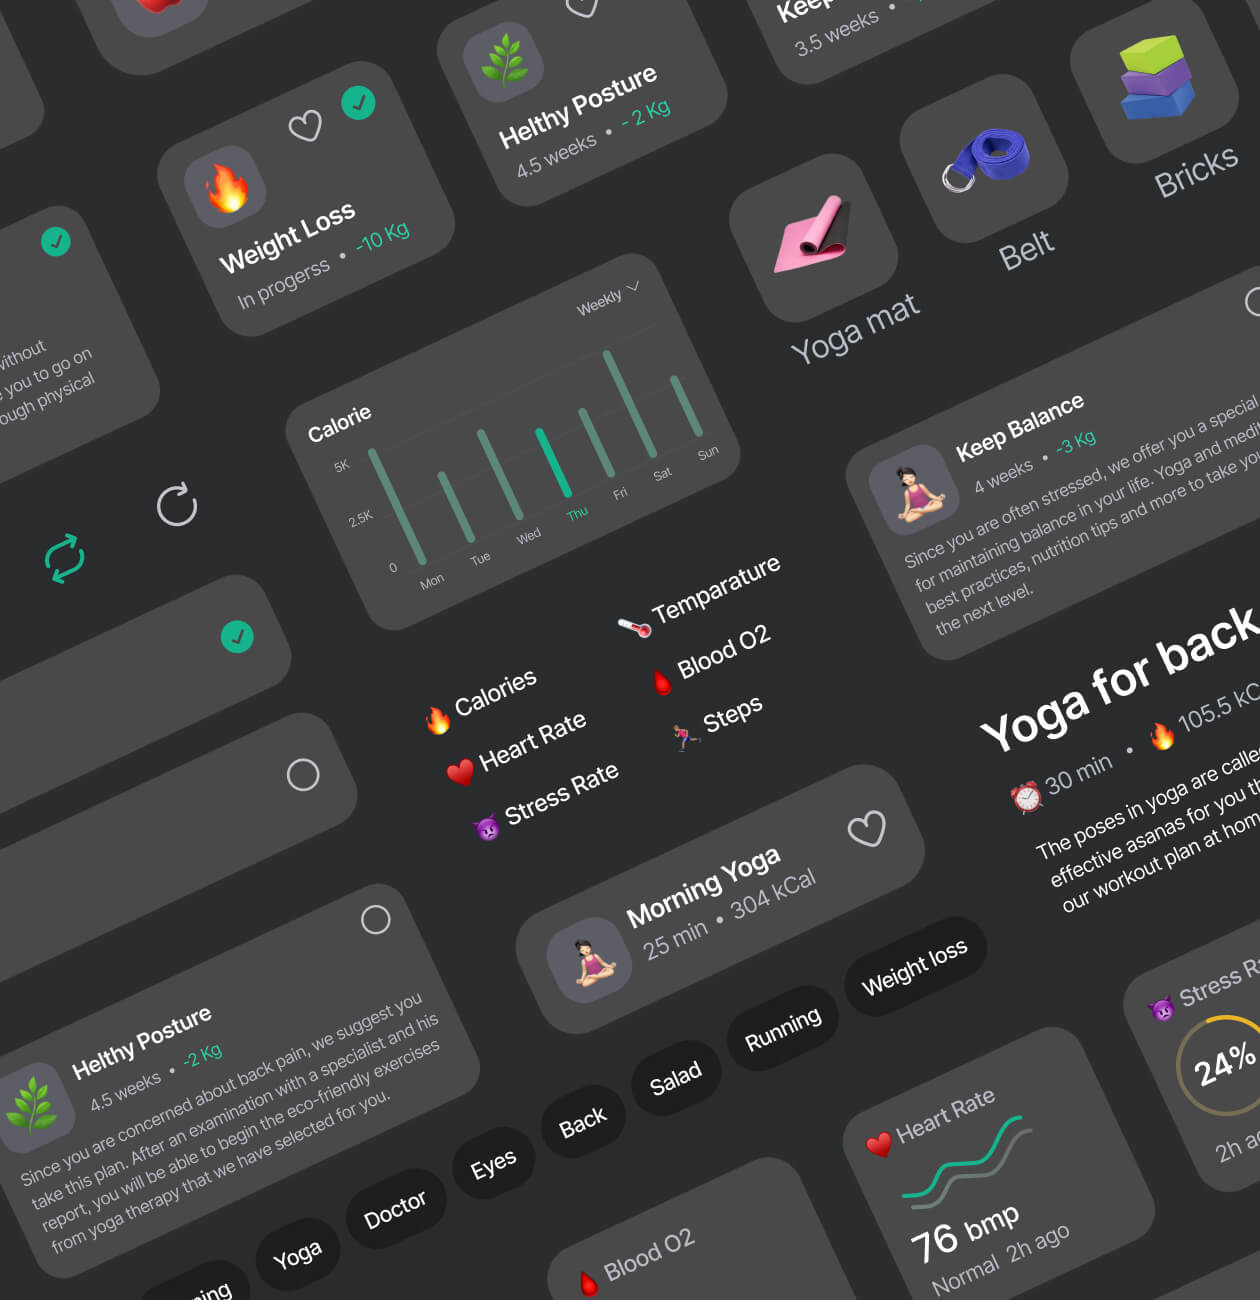 Keep
3.5 weeks •
Helthy Posture
4.5 weeks • - 2 Kg
Weight Loss
In progerss • -10 Kg
Bricks
Belt
Yoga mat
without
you to go on
physical
Calorie
Weekly
5K
2.5K
0
Mon
Tue
Wed
Thu
Fri
Sat
Sun
Keep Balance
4 weeks • -3 Kg
Since you are often stressed, we offer you a special
for maintaining balance in your life. Yoga and
best practices, nutrition tips and more to take you
the next level.
Temparature
Blood O2
Steps
Calories
Heart Rate
Stress Rate
Yoga for back
30 min • 105.5
The poses in yoga are
effective asanas for you
our workout plan at
Morning Yoga
25 min • 304 kCal
Helthy Posture
4.5 weeks • -2 Kg
Since you are concerned about back pain, we suggest you
take this plan. After an examination with a specialist and his
report, you will be able to begin the eco-friendly exercises
from yoga therapy that we have selected for you.
Yoga
Doctor
Eyes
Back
Salad
Running
Weight loss
Stress
24%
2h
Heart Rate
76 bmp
Normal 2h ago
Blood O2